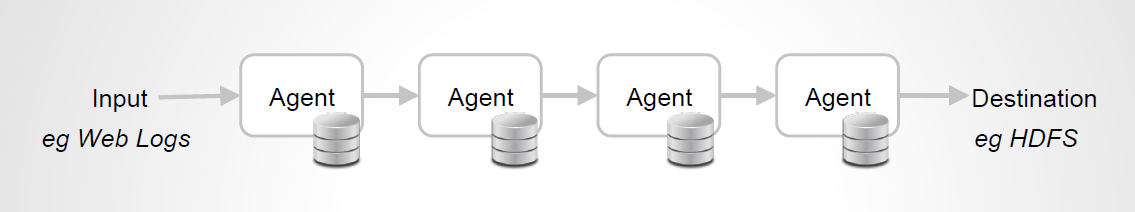 Input
eg Web Logs
Agent
Agent
Agent
Agent
Destination
eg HDFS